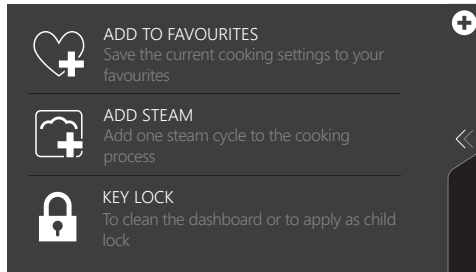 ADD TO FAVOURITES
Save the current cooking settings to your
favourites
ADD STEAM
Add one steam cycle to the cooking
process
KEY LOCK
To clean the dashboard or to apply as child
lock